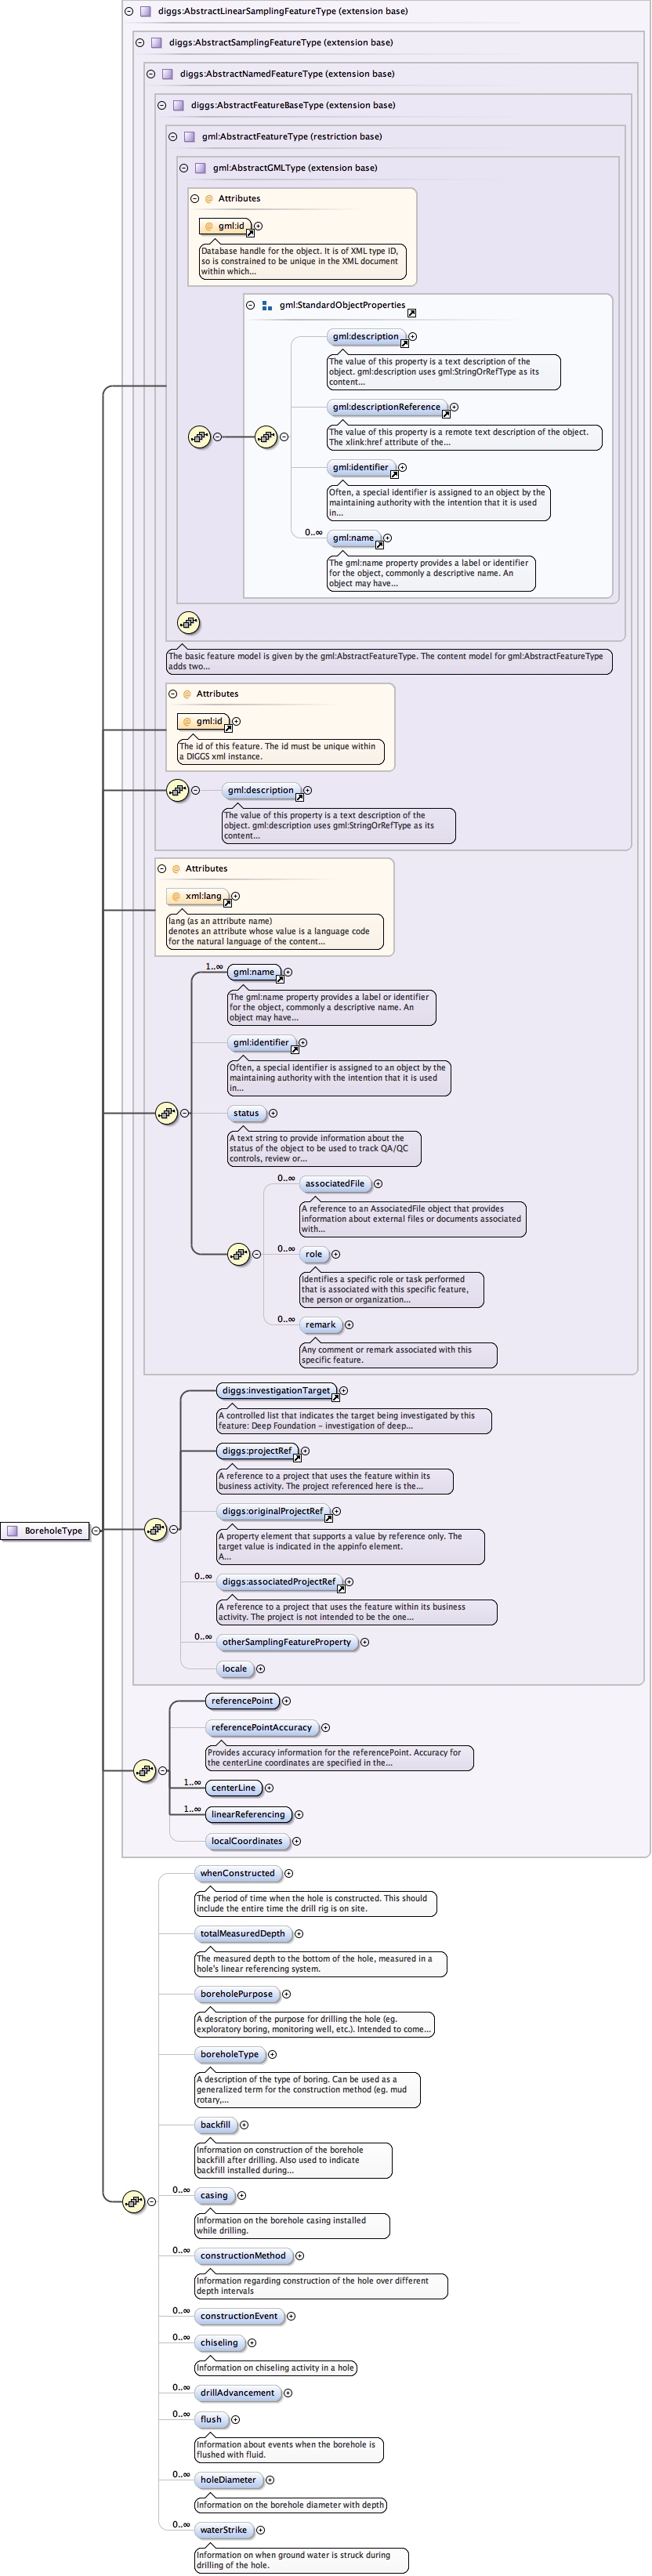 diggs:AbstractLinearSamplingFeatureType (extension base)
diggs:AbstractSamplingFeatureType (extension base)
diggs:AbstractNamedFeatureType (extension base)
diggs:AbstractFeatureBaseType (extension base)
gml:AbstractFeatureType (restriction base)
gml:AbstractGMLType (extension base)
@ Attributes
@ gml:id
Database handle for the object. It is of XML type ID,
so is constrained to be unique in the XML document
within which...
gml:StandardObjectProperties
gml:description
The value of this property is a text description of the
object. gml:description uses gml:StringOrRefType as its
content...
gml:descriptionReference
The value of this property is a remote text description of the object.
The xlink:href attribute of the...
gml:identifier
Often, a special identifier is assigned to an object by the
maintaining authority with the intention that it is used
in...
0..∞
gml:name
The gml:name property provides a label or identifier
for the object, commonly a descriptive name. An
object may have...
The basic feature model is given by the gml:AbstractFeatureType. The content model for gml:AbstractFeatureType
adds two...
@ Attributes
@ gml:id
The id of this feature. The id must be unique within
a DIGGS xml instance.
gml:description
The value of this property is a text description of the
object. gml:description uses gml:StringOrRefType as its
content...
@ Attributes
@ xml:lang
lang (as an attribute name)
denotes an attribute whose value is a language code
for the natural language of the content...
1..∞
gml:name
The gml:name property provides a label or identifier
for the object, commonly a descriptive name. An
object may have...
gml:identifier
Often, a special identifier is assigned to an object by the
maintaining authority with the intention that it is used
in...
status
A text string to provide information about the
status of the object to be used to track QA/QC
controls, review or...
0..∞
associatedFile
A reference to an AssociatedFile object that provides
information about external files or documents associated
with...
0..∞
role
Identifies a specific role or task performed
that is associated with this specific feature,
the person or organization...
0..∞
remark
Any comment or remark associated with this
specific feature.
diggs:investigationTarget
A controlled list that indicates the target being investigated by this
feature: Deep Foundation – investigation of deep...
diggs:projectRef
A reference to a project that uses the feature within its
business activity. The project referenced here is the...
BoreholeType
diggs:originalProjectRef
A property element that supports a value by reference only. The
target value is indicated in the appinfo element.
A...
0..∞
diggs:associatedProjectRef
A reference to a project that uses the feature within its business
activity. The project is not intended to be the one...
0..∞
otherSamplingFeatureProperty
locale
referencePoint
referencePointAccuracy
Provides accuracy information for the referencePoint. Accuracy for
the centerLine coordinates are specified in the...
1..∞
centerLine
1..∞
linearReferencing
localCoordinates
whenConstructed
The period of time when the hole is constructed. This should
include the entire time the drill rig is on site.
totalMeasuredDepth
The measured depth to the bottom of the hole, measured in a
hole's linear referencing system.
boreholePurpose
A description of the purpose for drilling the hole (eg.
exploratory boring, monitoring well, etc.). Intended to come...
boreholeType
A description of the type of boring. Can be used as a
generalized term for the construction method (eg. mud
rotary,...
backfill
Information on construction of the borehole
backfill after drilling. Also used to indicate
backfill installed during...
0..∞
casing
Information on the borehole casing installed
while drilling.
0..∞
constructionMethod
Information regarding construction of the hole over different
depth intervals
0..∞
constructionEvent
0..∞
chiseling
Information on chiseling activity in a hole
0..∞
drillAdvancement
0..∞
flush
Information about events when the borehole is
flushed with fluid.
0..∞
holeDiameter
Information on the borehole diameter with depth
0..∞
waterStrike
Information on when ground water is struck during
drilling of the hole.